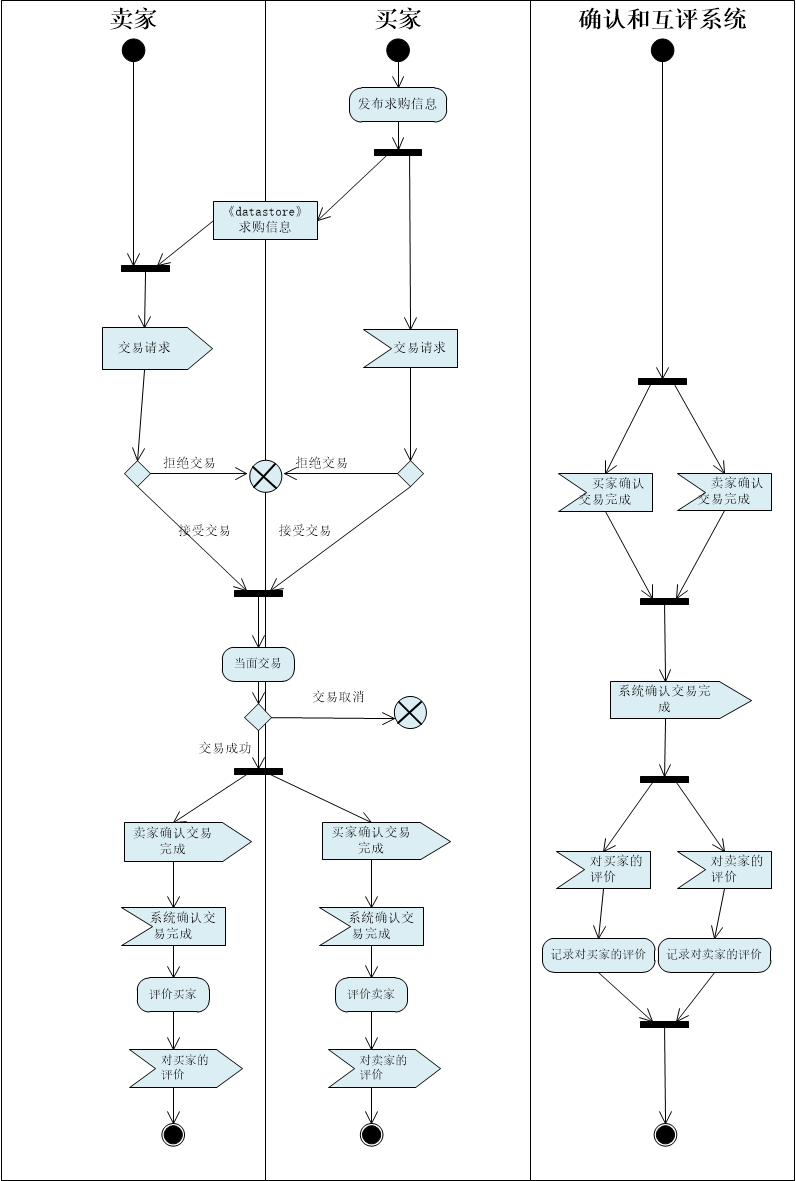 卖家
买家
确认和互评系统
发布求购信息
《datastore》
求购信息
交易请求
交易请求
拒绝交易
拒绝交易
买家确认
交易完成
卖家确认
交易完成
接受交易
接受交易
当面交易
交易取消
系统确认交易完
成
交易成功
卖家确认交易
完成
买家确认交易
完成
对买家的
评价
对卖家的
评价
系统确认交
易完成
系统确认交
易完成
记录对买家的评价
记录对卖家的评价
评价买家
评价卖家
对买家的
评价
对卖家的
评价